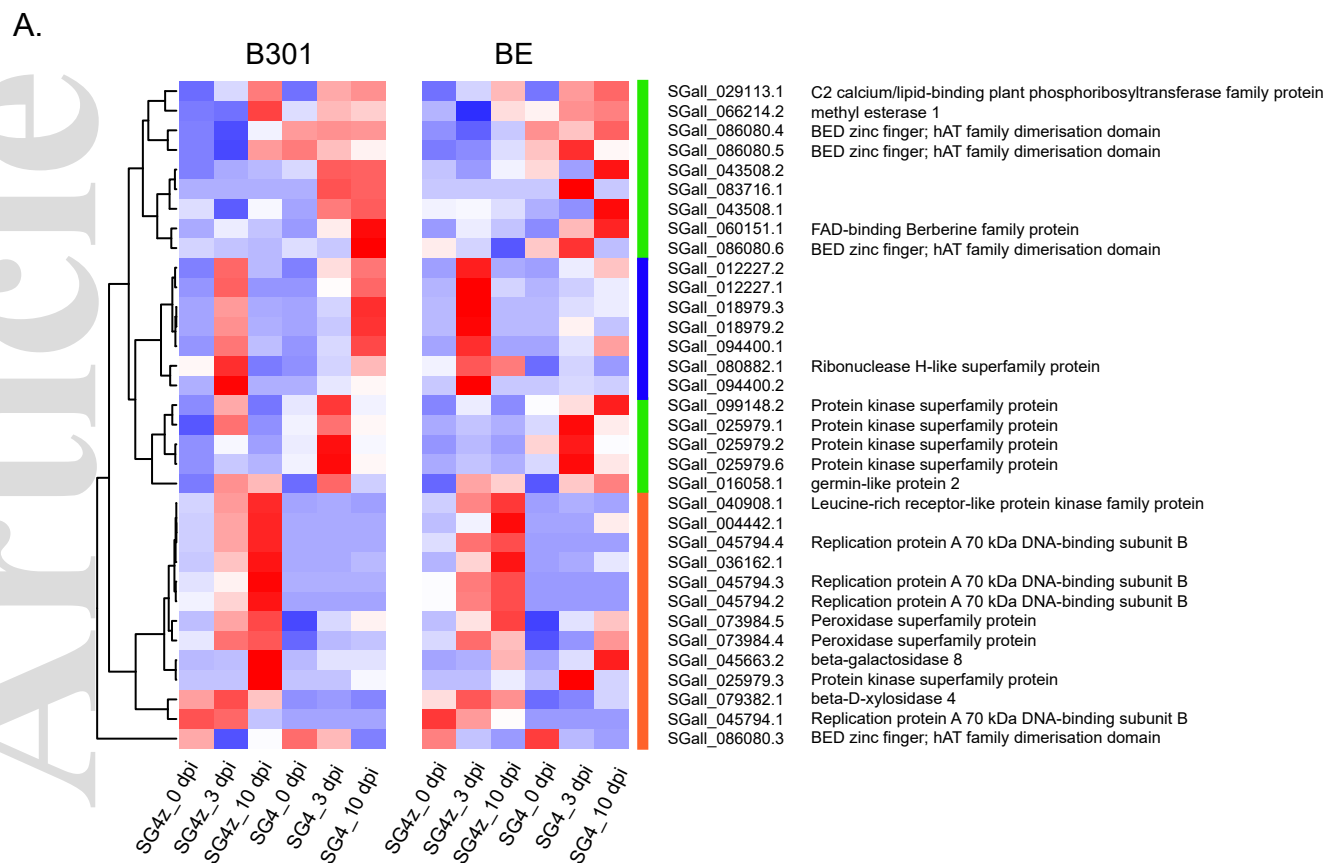 A.
B301 BE
SGall_029113.1 C2 calcium/lipid-binding plant phosphoribosyltransferase family protein
SGall_066214.2 methyl esterase 1
SGall_086080.4 BED zinc finger; hAT family dimerisation domain
SGall_086080.5 BED zinc finger; hAT family dimerisation domain
SGall_043508.2
SGall_083716.1
SGall_043508.1
SGall_060151.1 FAD-binding Berberine family protein
SGall_086080.6 BED zinc finger; hAT family dimerisation domain
SGall_012227.2
SGall_012227.1
SGall_018979.3
SGall_018979.2
SGall_094400.1
SGall_080882.1 Ribonuclease H-like superfamily protein
SGall_094400.2
SGall_099148.2 Protein kinase superfamily protein
SGall_025979.1 Protein kinase superfamily protein
SGall_025979.2 Protein kinase superfamily protein
SGall_025979.6 Protein kinase superfamily protein
SGall_016058.1 germin-like protein 2
SGall_040908.1 Leucine-rich receptor-like protein kinase family protein
SGall_004442.1
SGall_045794.4 Replication protein A 70 kDa DNA-binding subunit B
SGall_036162.1
SGall_045794.3 Replication protein A 70 kDa DNA-binding subunit B
SGall_045794.2 Replication protein A 70 kDa DNA-binding subunit B
SGall_073984.5 Peroxidase superfamily protein
SGall_073984.4 Peroxidase superfamily protein
SGall_045663.2 beta-galactosidase 8
SGall_025979.3 Protein kinase superfamily protein
SGall_079382.1 beta-D-xylosidase 4
SGall_045794.1 Replication protein A 70 kDa DNA-binding subunit B
SGall_086080.3 BED zinc finger; hAT family dimerisation domain
SG4z_0 dpi
SG4z_3 dpi
SG4z_10 dpi
SG4_0 dpi
SG4_3 dpi
SG4_10 dpi
SG4z_0 dpi
SG4z_3 dpi
SG4z_10 dpi
SG4_0 dpi
SG4_3 dpi
SG4_10 dpi
Article